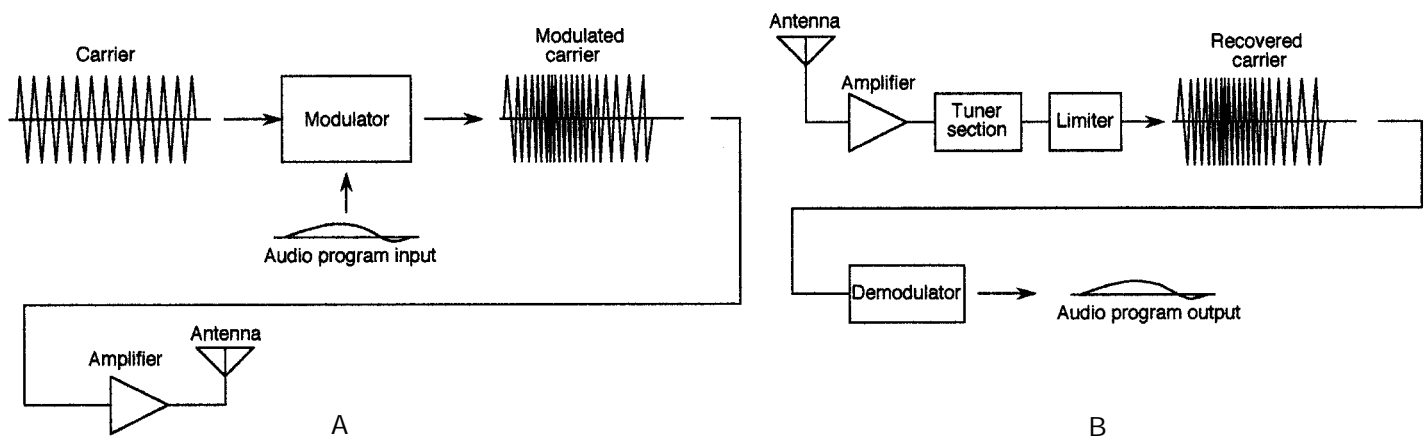 Carrier
Modulator
Modulated
carrier
Audio program input
Amplifier
Antenna
A
Antenna
Amplifier
Tuner
section
Limiter
Recovered
carrier
Demodulator
Audio program output
B